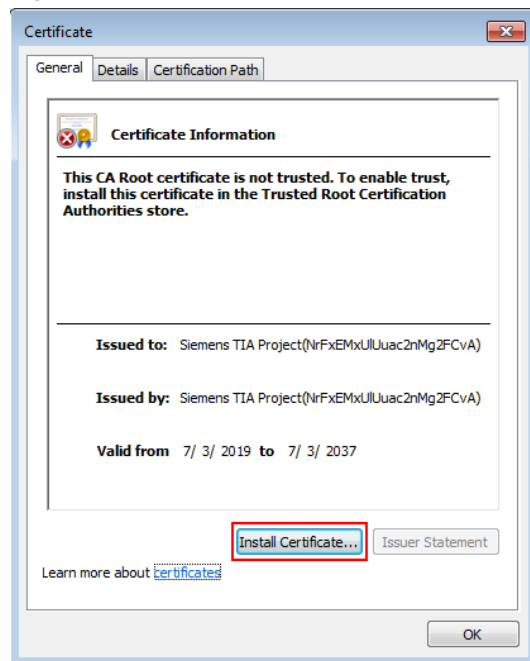 Certificate
General Details Certification Path
Certificate Information
This CA Root certificate is not trusted. To enable trust,
install this certificate in the Trusted Root Certification
Authorities store.
Issued to: Siemens TIA Project(NrFxEMxUlUuac2nMg2FCvA)
Issued by: Siemens TIA Project(NrFxEMxUlUuac2nMg2FCvA)
Valid from 7/ 3/ 2019 to 7/ 3/ 2037
Install Certificate... Issuer Statement
Learn more about certificates
OK